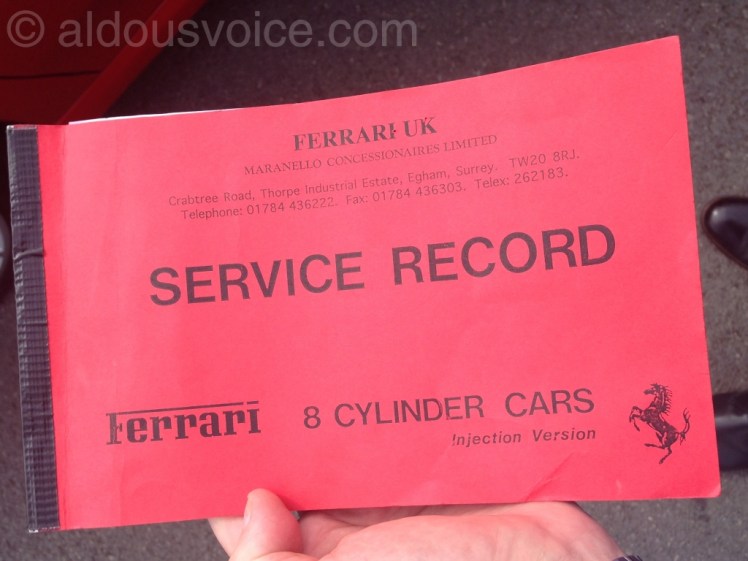 © aldousvoice.com
FERRARI UK
MARANELLO CONCESSIONAIRES LIMITED
Crabtree Road, Thorpe Industrial Estate, Egham, Surrey. TW20 8RJ.
Telephone: 01784 436222. Fax: 01784 436303. Telex: 262183.
SERVICE RECORD
Ferrari 8 CYLINDER CARS
Injection Version